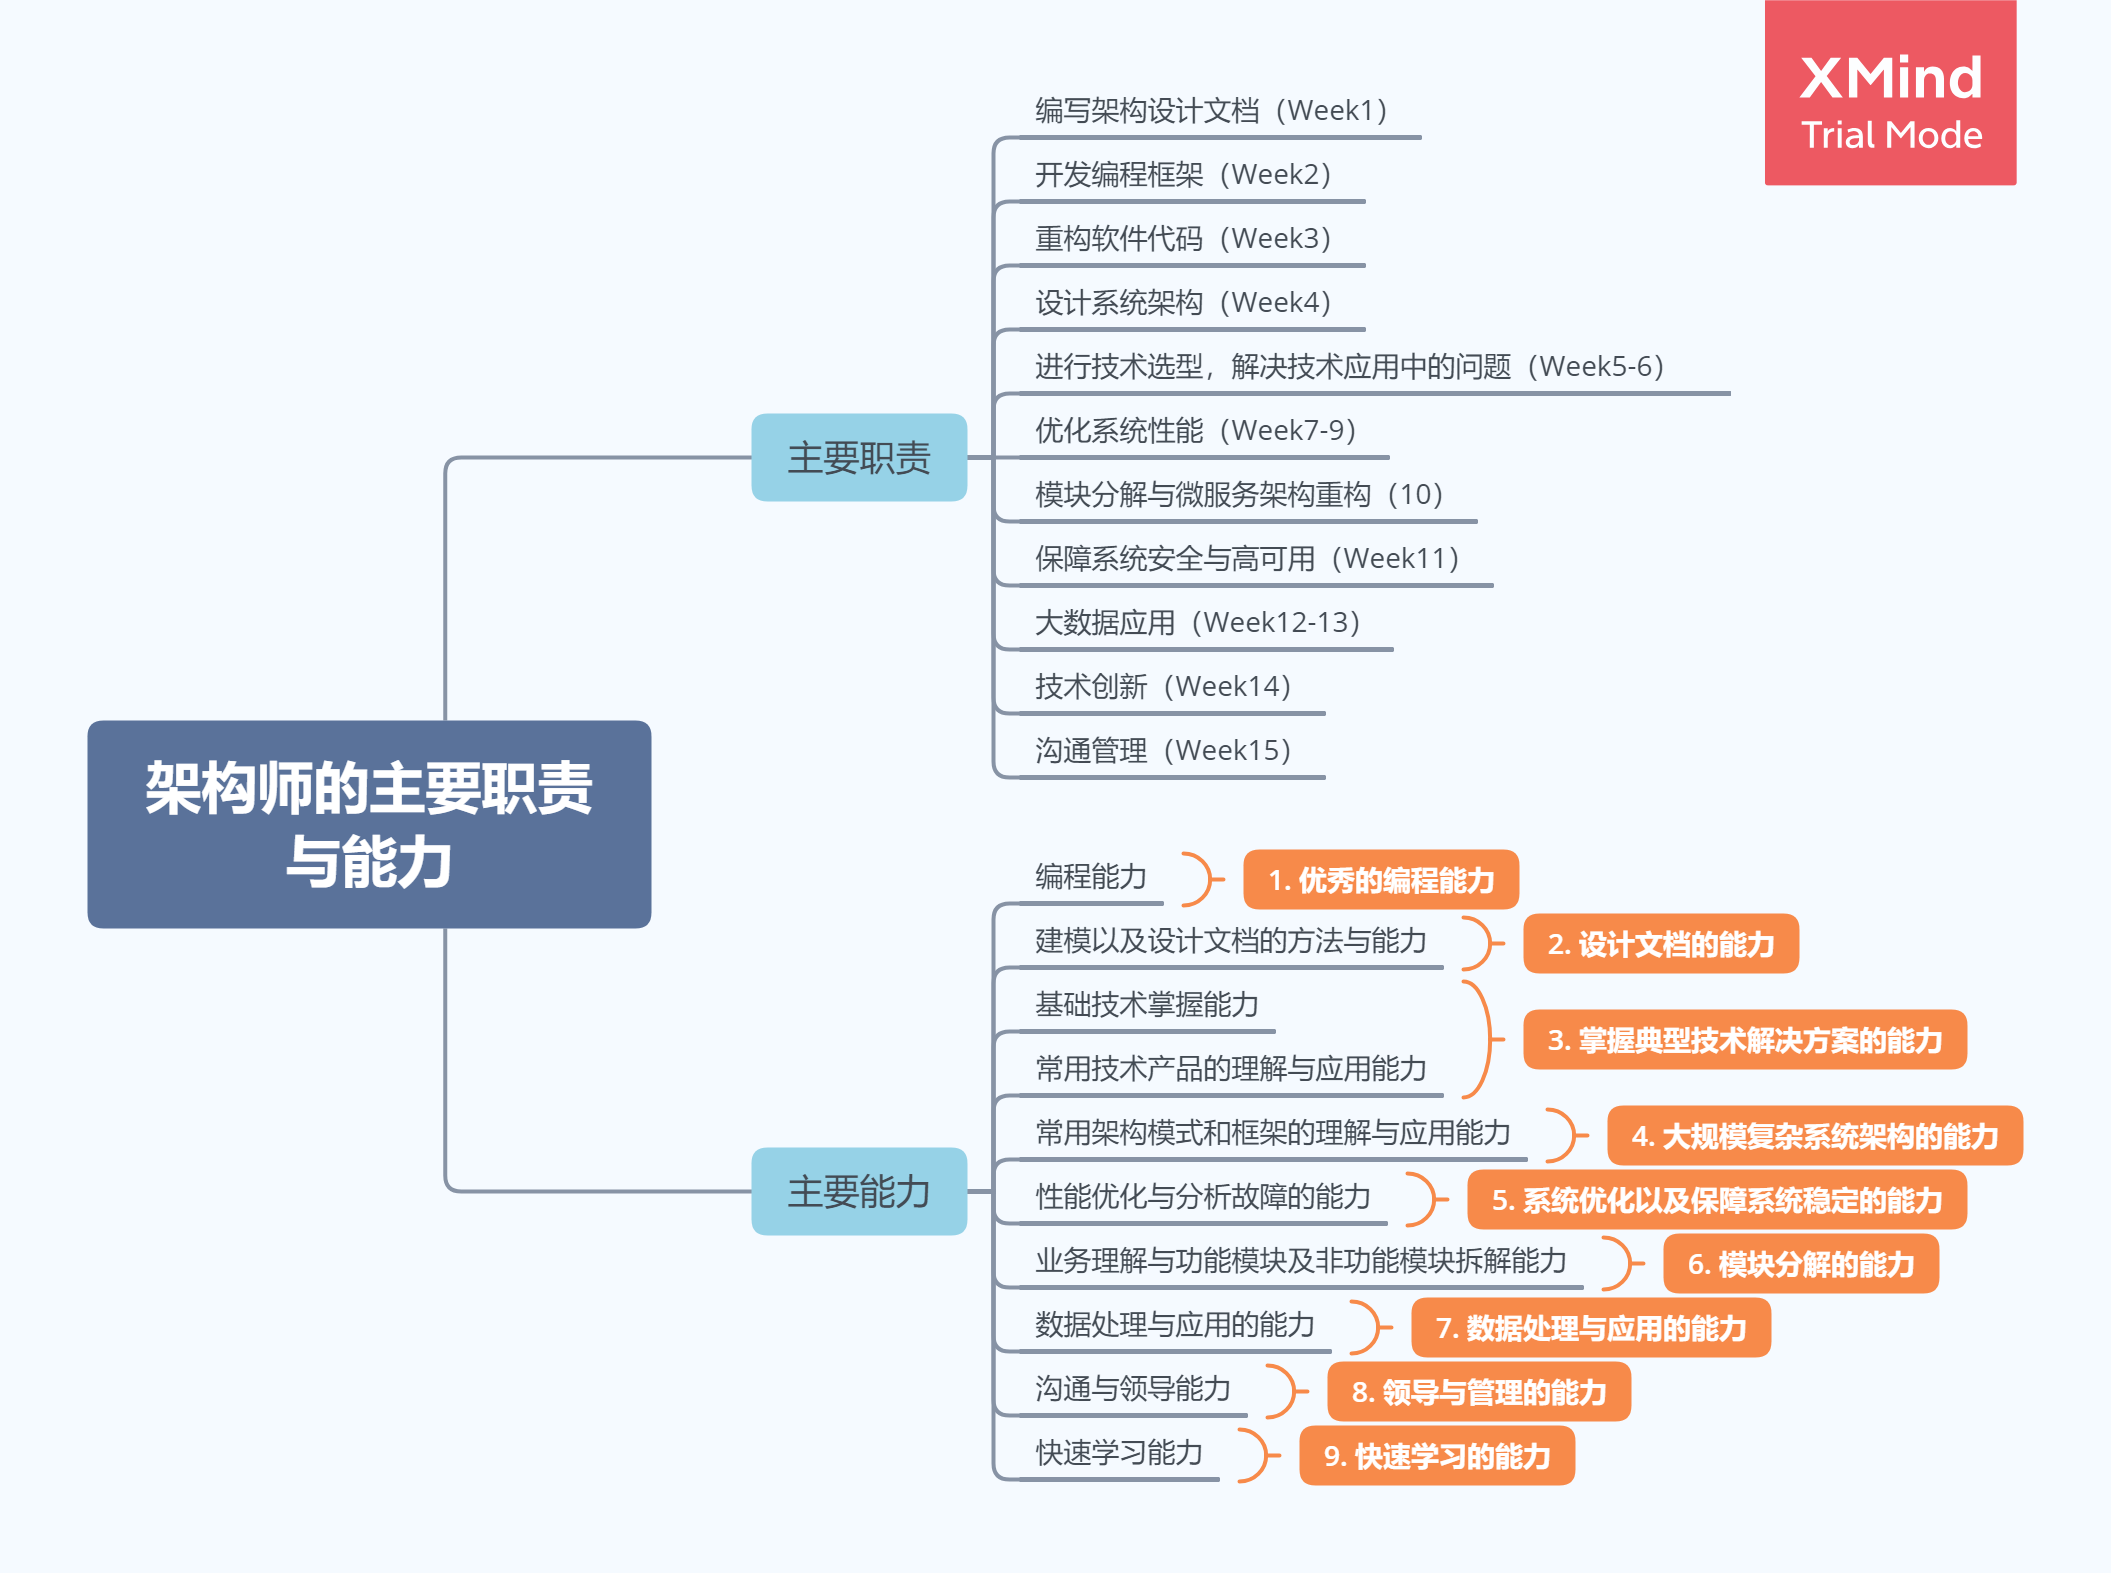 XMind
Trial Mode
编写架构设计文档（Week1）
开发编程框架（Week2）
重构软件代码（Week3）
设计系统架构（Week4）
进行技术选型，解决技术应用中的问题（Week5-6）
主要职责
优化系统性能（Week7-9）
模块分解与微服务架构重构（10）
保障系统安全与高可用（Week11）
大数据应用（Week12-13）
技术创新（Week14）
沟通管理（Week15）
架构师的主要职责
与能力
编程能力
1. 优秀的编程能力
建模以及设计文档的方法与能力
2. 设计文档的能力
基础技术掌握能力
常用技术产品的理解与应用能力
3. 掌握典型技术解决方案的能力
常用架构模式和框架的理解与应用能力
4. 大规模复杂系统架构的能力
主要能力
性能优化与分析故障的能力
5. 系统优化以及保障系统稳定的能力
业务理解与功能模块及非功能模块拆解能力
6. 模块分解的能力
数据处理与应用的能力
7. 数据处理与应用的能力
沟通与领导能力
8. 领导与管理的能力
快速学习能力
9. 快速学习的能力